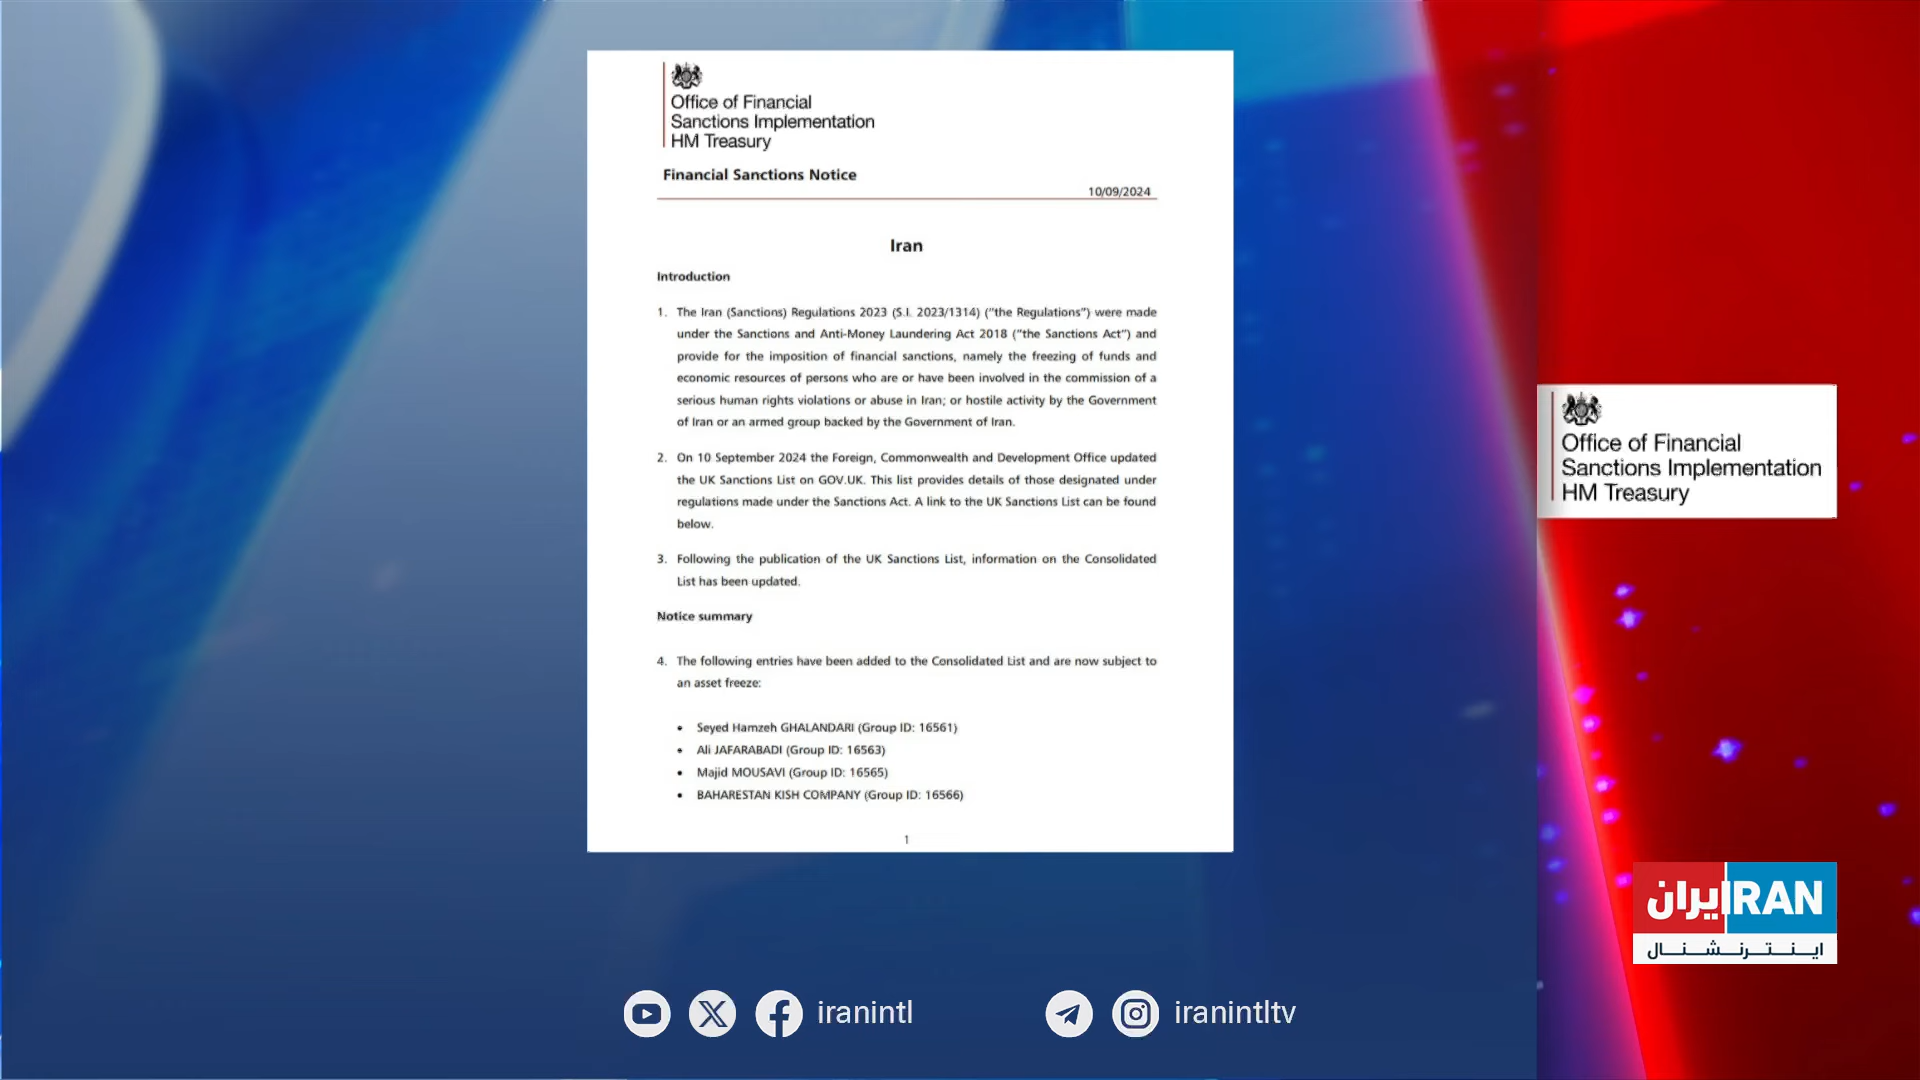 Office of Financial
Sanctions Implementation
HM Treasury
Financial Sanctions Notice
10/09/2024
Iran
Introduction
1. The Iran (Sanctions) Regulations 2023 (S.I. 2023/1314) (“the Regulations”) were made
under the Sanctions and Anti-Money Laundering Act 2018 (“the Sanctions Act”) and
provide for the imposition of financial sanctions, namely the freezing of funds and
economic resources of persons who are or have been involved in the commission of a
serious human rights violations or abuse in Iran; or hostile activity by the Government
of Iran or an armed group backed by the Government of Iran.
2. On 10 September 2024 the Foreign, Commonwealth and Development Office updated
the UK Sanctions List on GOV.UK. This list provides details of those designated under
regulations made under the Sanctions Act. A link to the UK Sanctions List can be found
below.
3. Following the publication of the UK Sanctions List, information on the Consolidated
List has been updated.
Notice summary
4. The following entries have been added to the Consolidated List and are now subject to
an asset freeze:
• Seyed Hamzeh GHALANDARI (Group ID: 16561)
• Ali JAFARABADI (Group ID: 16563)
• Majid MOUSAVI (Group ID: 16565)
• BAHARESTAN KISH COMPANY (Group ID: 16566)
1
Office of Financial
Sanctions Implementation
HM Treasury
ایران IRAN
اینترنشنال
iranintl
iranintltv